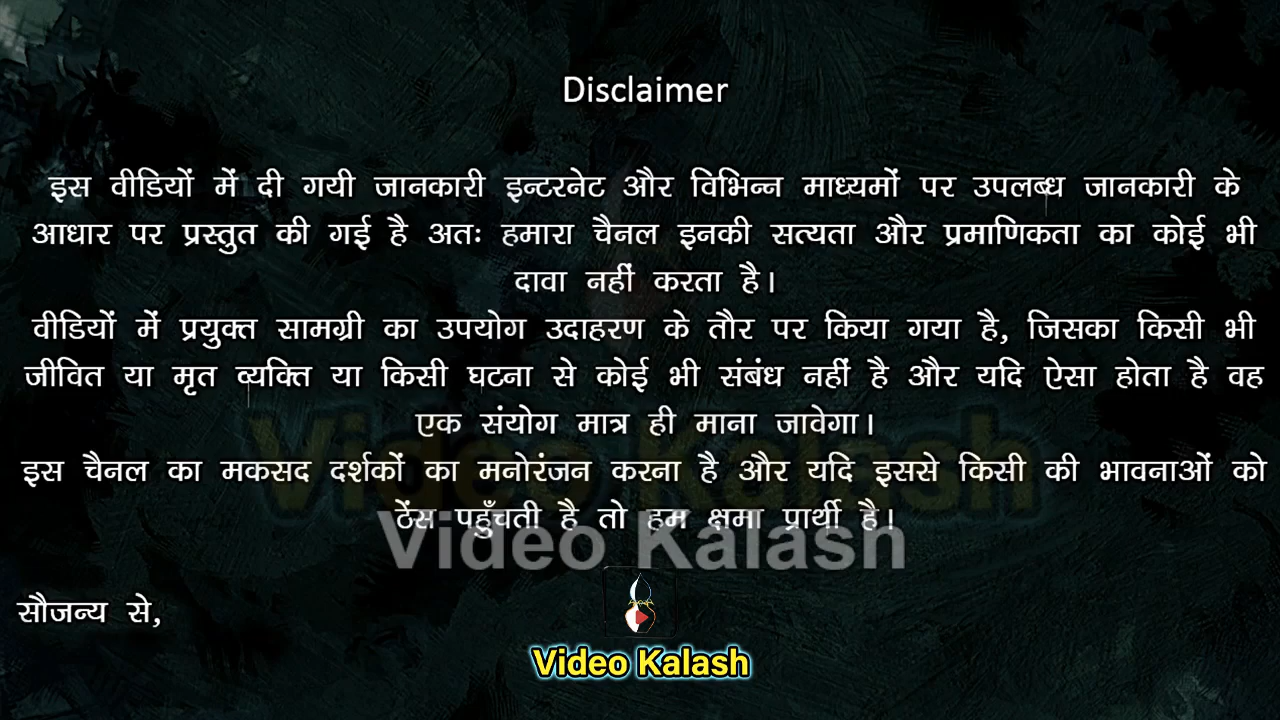 Disclaimer
इस वीडियों में दी गयी जानकारी इन्टरनेट और विभिन्न माध्यमों पर उपलब्ध जानकारी के
आधार पर प्रस्तुत की गई है अतः हमारा चैनल इनकी सत्यता और प्रमाणिकता का कोई भी
दावा नहीं करता है।
वीडियों में प्रयुक्त सामग्री का उपयोग उदाहरण के तौर पर किया गया है, जिसका किसी भी
जीवित या मृत व्यक्ति या किसी घटना से कोई भी संबंध नहीं है और यदि ऐसा होता है वह
एक संयोग मात्र ही माना जावेगा।
Video Kalash
इस चैनल का मकसद दर्शकों का मनोरंजन करना है और यदि इससे किसी की भावनाओं को
ठेंस पहुँचती है तो हम क्षमा प्रार्थी है।
Video Kalash
सौजन्य से,
Video Kalash